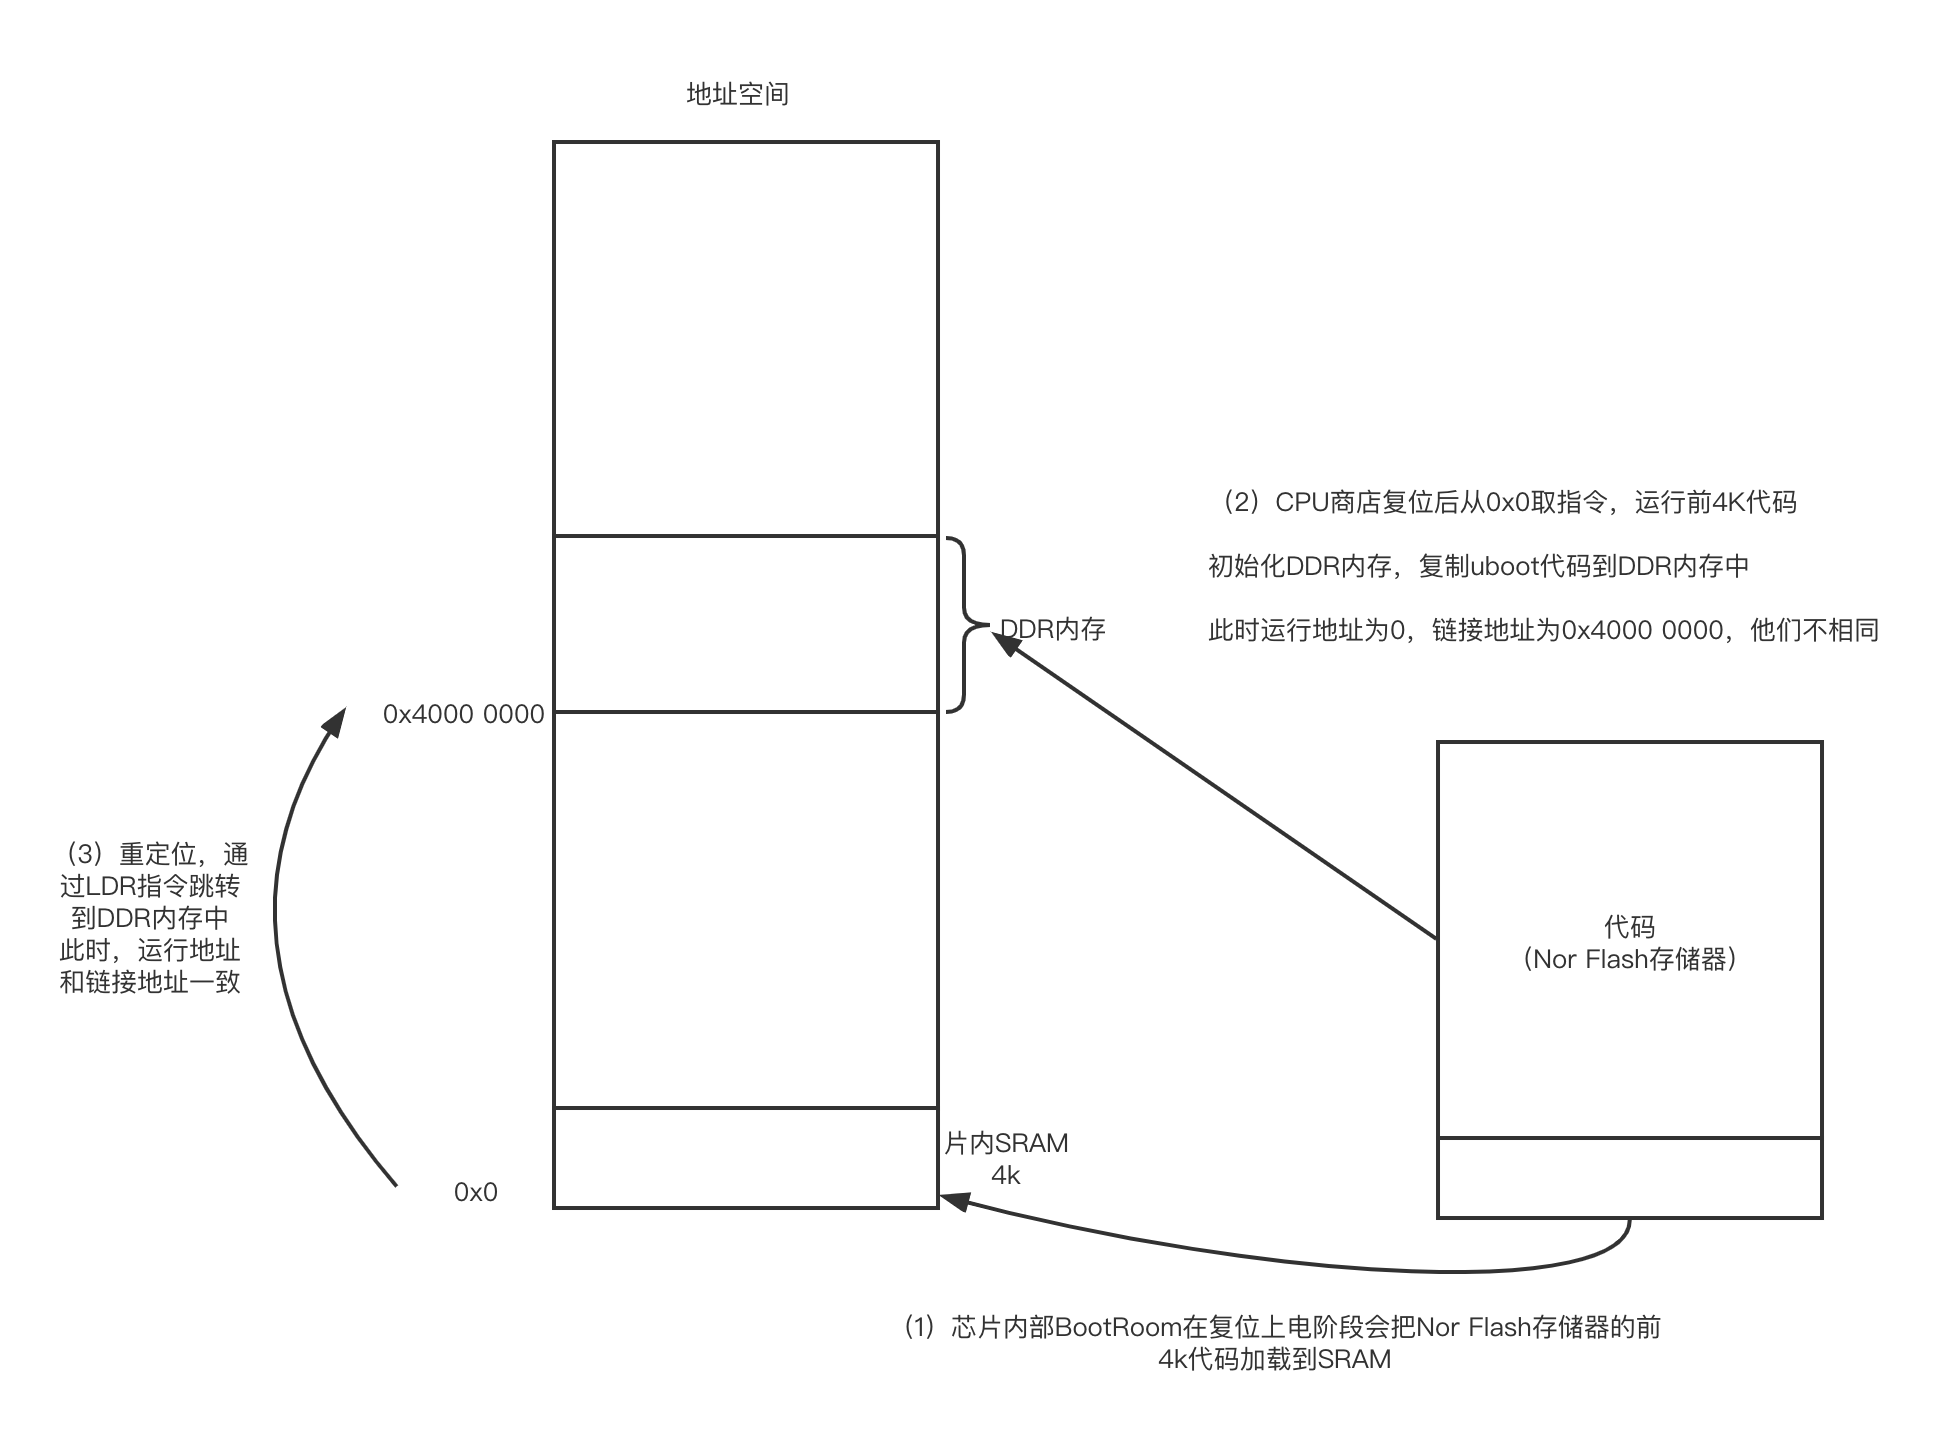 地址空间
（2）CPU商店复位后从0x0取指令，运行前4K代码
初始化DDR内存，复制uboot代码到DDR内存中
此时运行地址为0，链接地址为0x4000 0000，他们不相同
DDR内存
0x4000 0000
（3）重定位，通
过LDR指令跳转
到DDR内存中
此时，运行地址
和链接地址一致
代码
（Nor Flash存储器）
片内SRAM
4k
0x0
（1）芯片内部BootRoom在复位上电阶段会把Nor Flash存储器的前
4k代码加载到SRAM